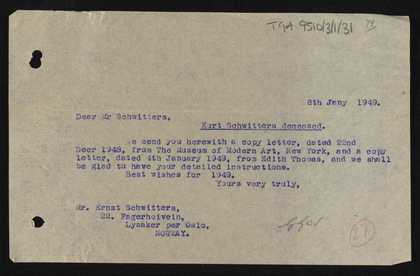 TGA 9510/3/1/31
8th Jany 1949.
Dear Mr Schwitters,
Kurt Schwitters deceased.
We send you herewith a copy letter, dated 22nd
Decr 1948, from The Museum of Modern Art, New York, and a copy
letter, dated 4th January 1949, from Edith Thomas, and we shall
be glad to have your detailed instructions.
Best wishes for 1949.
Yours very truly,
Mr. Ernst Schwitters,
22, Fagerhoivein,
Lysaker per Oslo,
NORWAY.